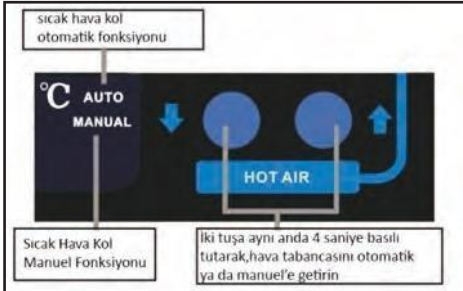 sıcak hava kol
otomatik fonksiyonu
°C AUTO
MANUAL
HOT AIR
Sıcak Hava Kol
Manuel Fonksiyonu
İki tuşa aynı anda 4 saniye basılı
tutarak,hava tabancasını otomatik
ya da manuel'e getirin